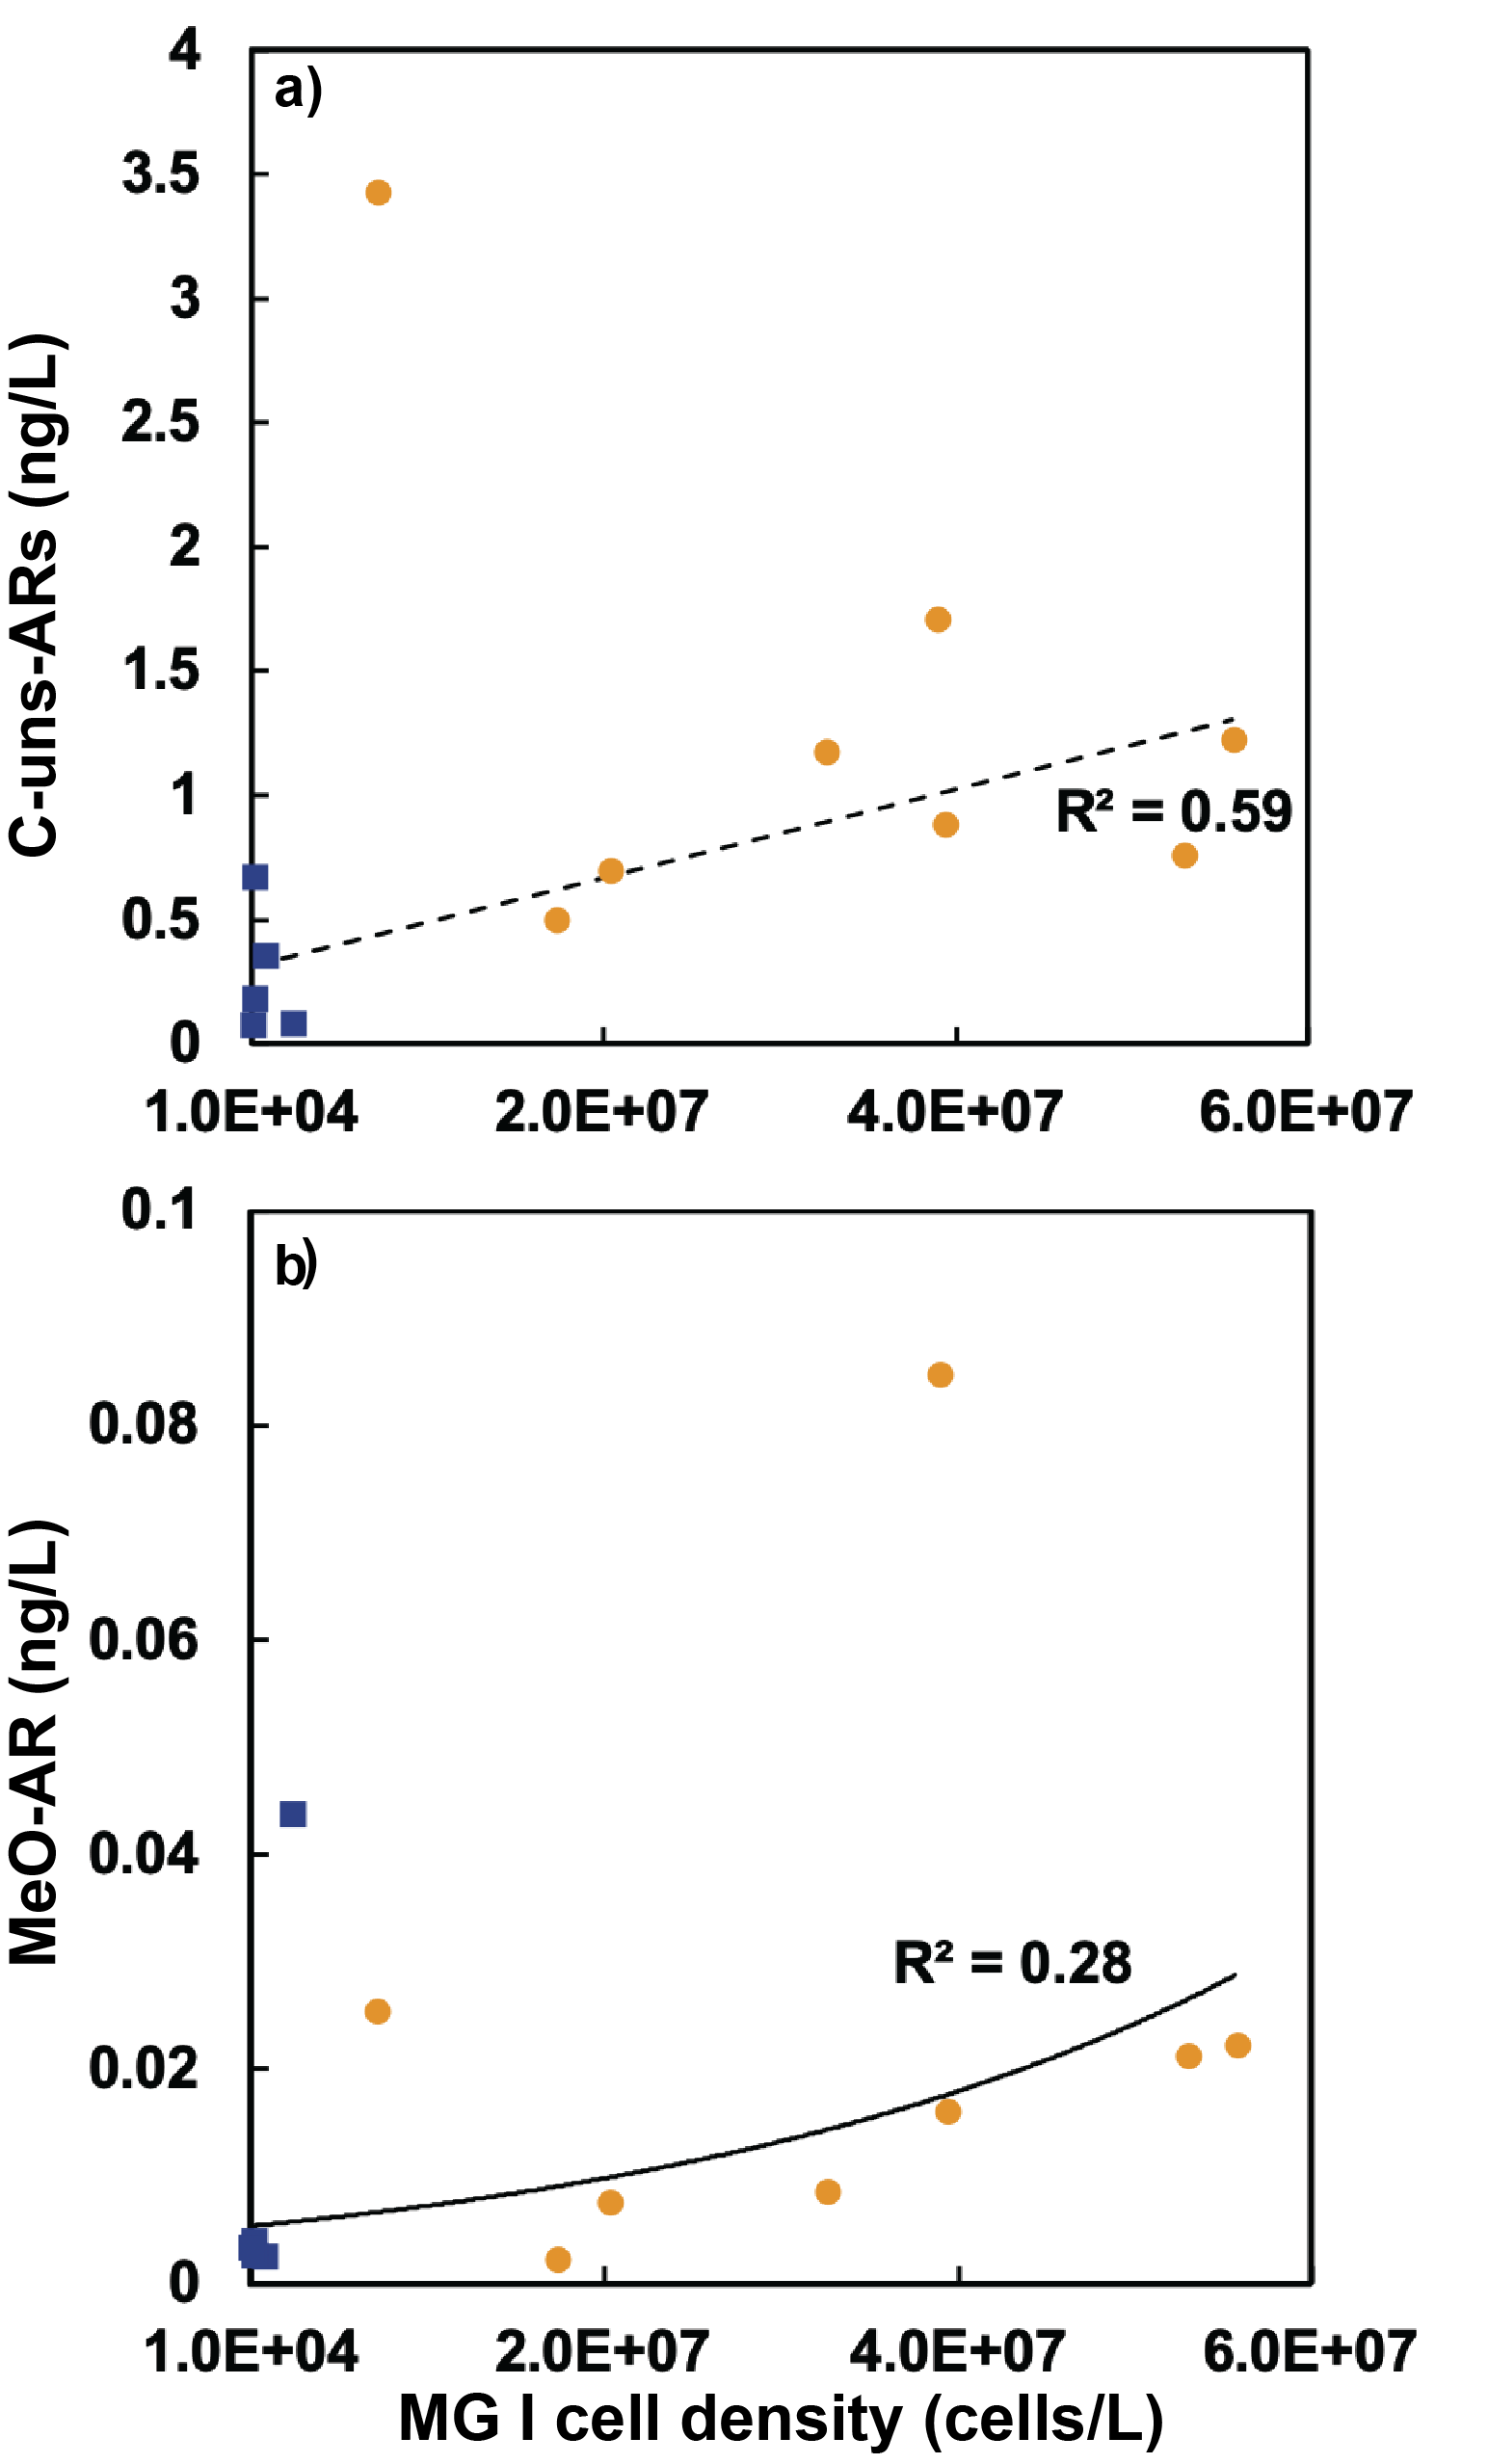 a)
C-uns-ARs (ng/L)
4
3.5
3
2.5
2
1.5
1
0.5
0
R² = 0.59
1.0E+04 2.0E+07 4.0E+07 6.0E+07
b)
MeO-AR (ng/L)
0.1
0.08
0.06
0.04
0.02
0
R² = 0.28
1.0E+04 2.0E+07 4.0E+07 6.0E+07
MG I cell density (cells/L)